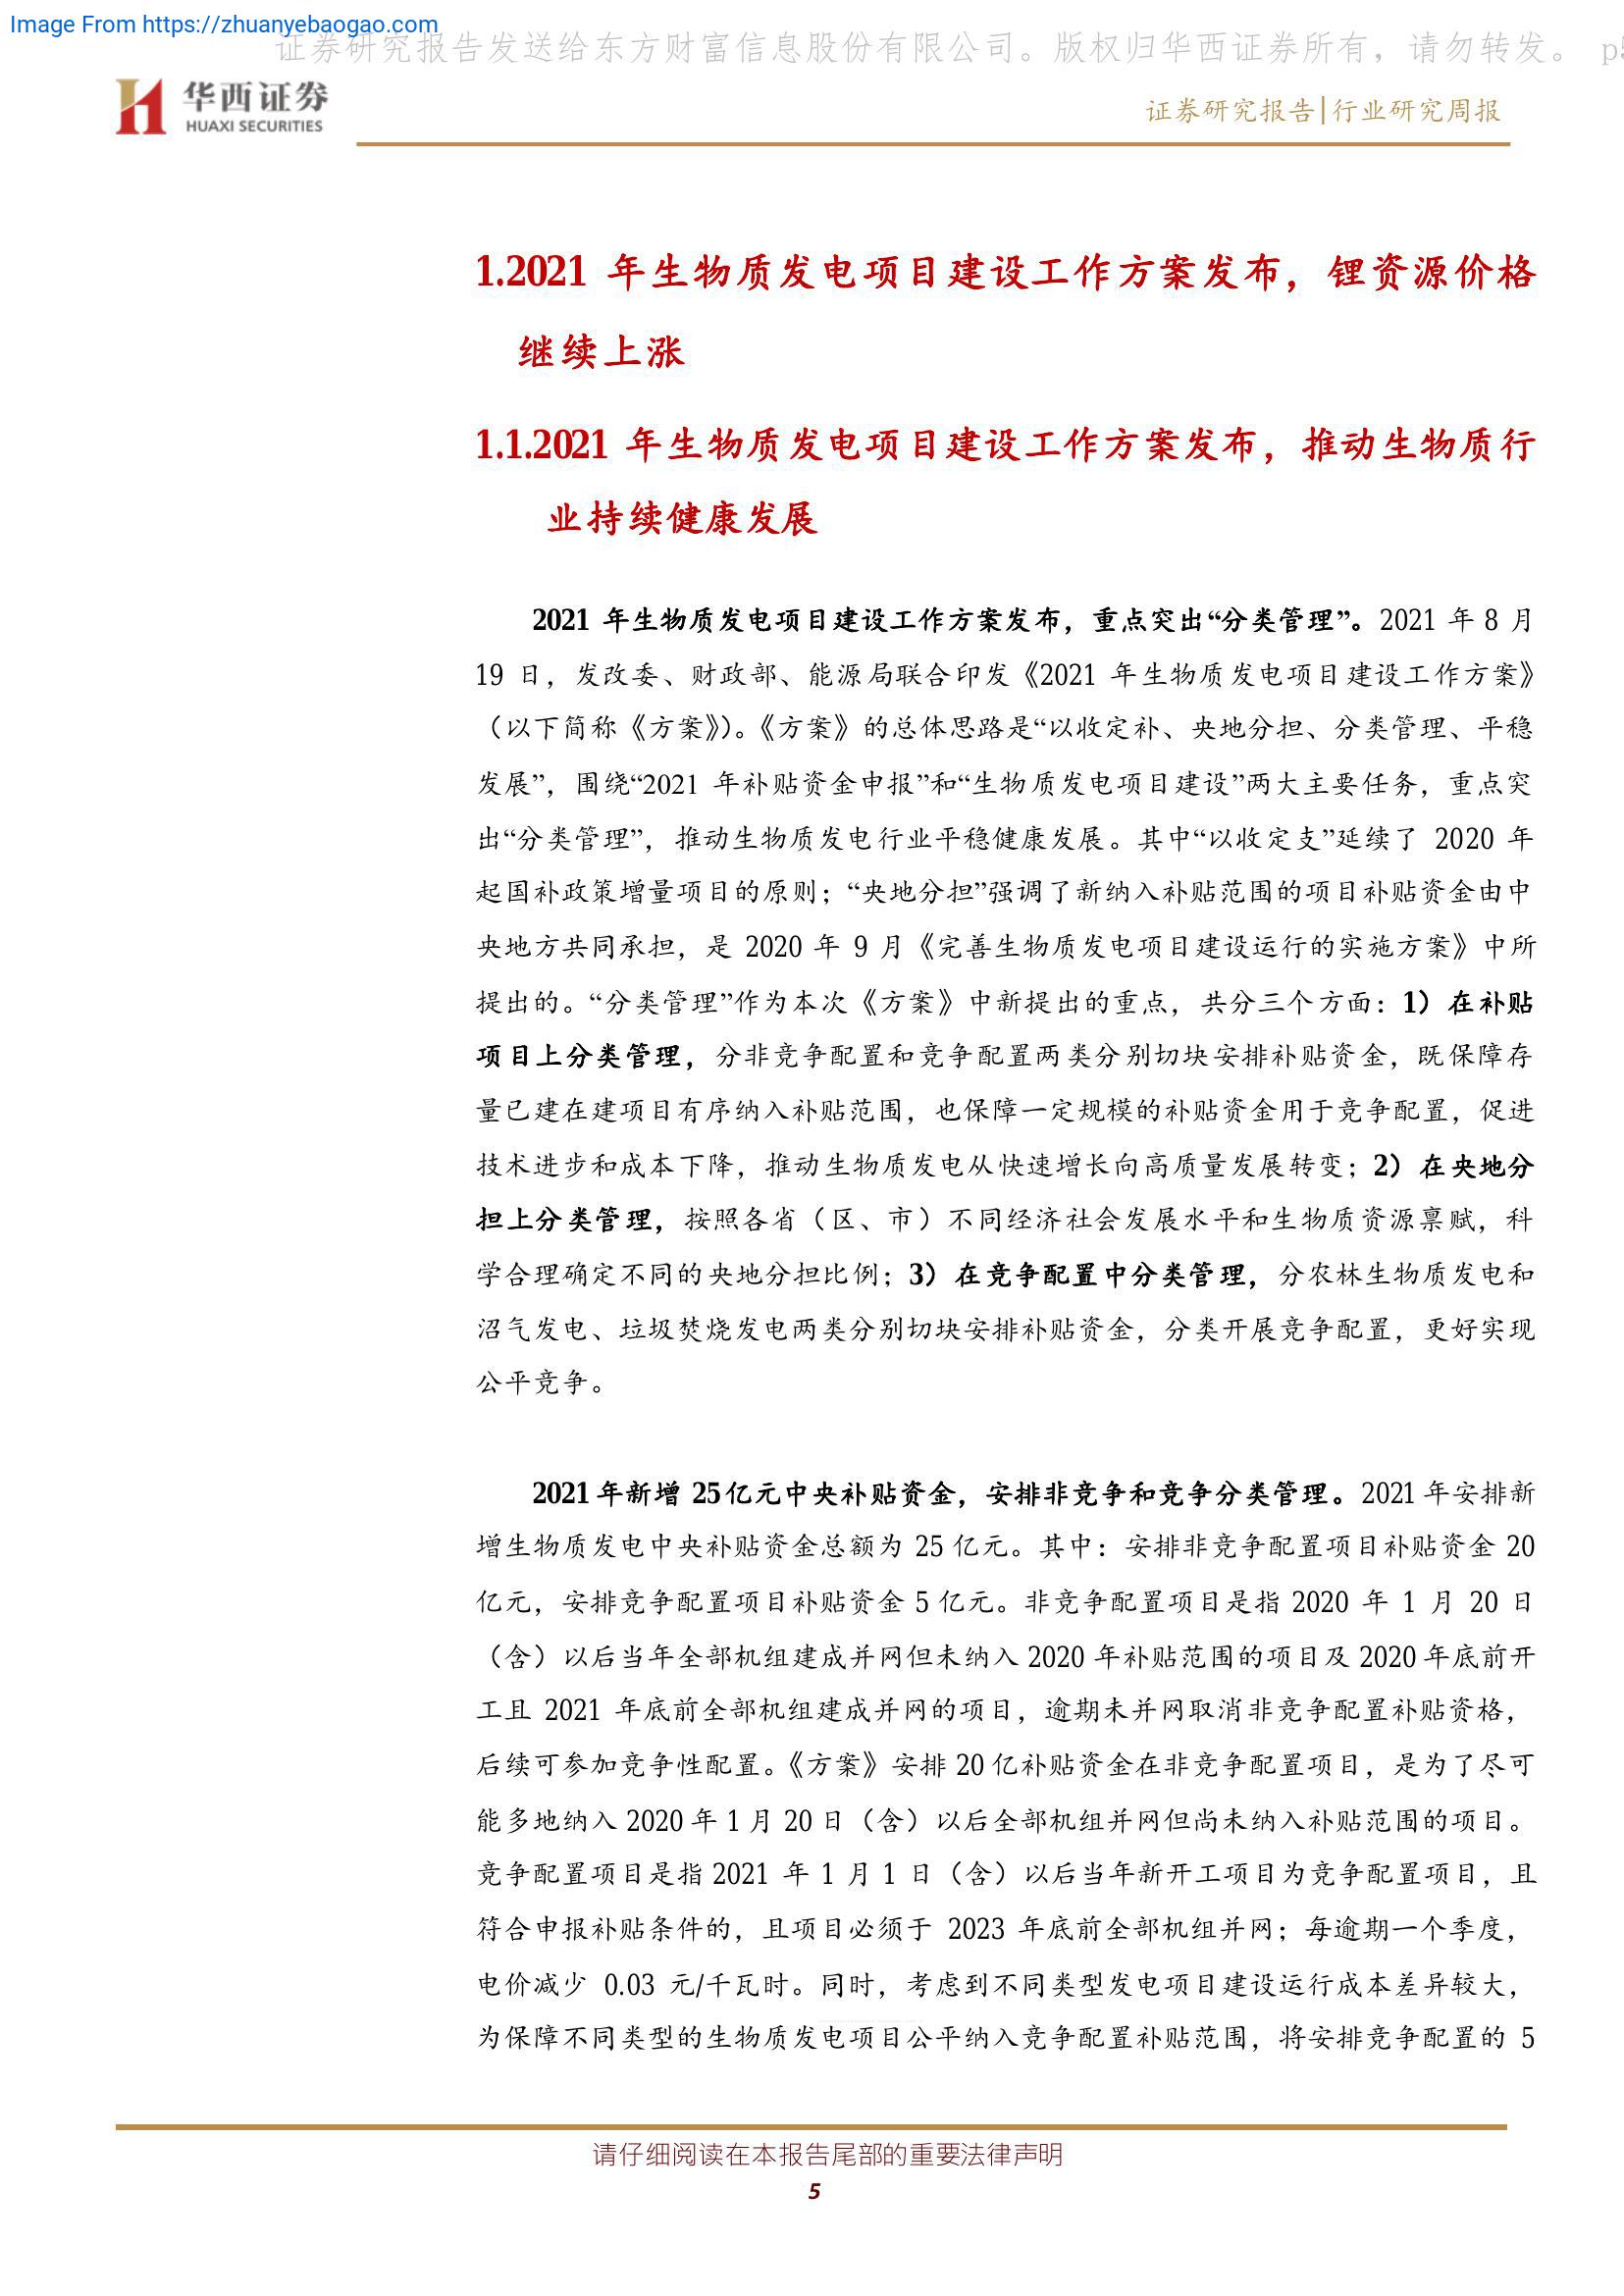 Image From https://zhuanyebaogao.com
证券研究报告发送给东方财富信息股份有限公司。版权归华西证券所有，请勿转发。 p5
华西证券
HUAXI SECURITIES
证券研究报告|行业研究周报
1.2021 年生物质发电项目建设工作方案发布，锂资源价格
继续上涨
1.1.2021 年生物质发电项目建设工作方案发布，推动生物质行
业持续健康发展
2021 年生物质发电项目建设工作方案发布，重点突出“分类管理”。2021 年 8 月
19 日，发改委、财政部、能源局联合印发《2021 年生物质发电项目建设工作方案》
（以下简称《方案》）。《方案》的总体思路是“以收定补、央地分担、分类管理、平稳
发展”，围绕“2021 年补贴资金申报”和“生物质发电项目建设”两大主要任务，重点突
出“分类管理”，推动生物质发电行业平稳健康发展。其中“以收定支”延续了 2020 年
起国补政策增量项目的原则；“央地分担”强调了新纳入补贴范围的项目补贴资金由中
央地方共同承担，是 2020 年 9 月《完善生物质发电项目建设运行的实施方案》中所
提出的。“分类管理”作为本次《方案》中新提出的重点，共分三个方面：1）在补贴
项目上分类管理，分非竞争配置和竞争配置两类分别切块安排补贴资金，既保障存
量已建在建项目有序纳入补贴范围，也保障一定规模的补贴资金用于竞争配置，促进
技术进步和成本下降，推动生物质发电从快速增长向高质量发展转变；2）在央地分
担上分类管理，按照各省（区、市）不同经济社会发展水平和生物质资源禀赋，科
学合理确定不同的央地分担比例；3）在竞争配置中分类管理，分农林生物质发电和
沼气发电、垃圾焚烧发电两类分别切块安排补贴资金，分类开展竞争配置，更好实现
公平竞争。
2021 年新增 25 亿元中央补贴资金，安排非竞争和竞争分类管理。2021 年安排新
增生物质发电中央补贴资金总额为 25 亿元。其中：安排非竞争配置项目补贴资金 20
亿元，安排竞争配置项目补贴资金 5 亿元。非竞争配置项目是指 2020 年 1 月 20 日
（含）以后当年全部机组建成并网但未纳入 2020 年补贴范围的项目及 2020 年底前开
工且 2021 年底前全部机组建成并网的项目，逾期未并网取消非竞争配置补贴资格，
后续可参加竞争性配置。《方案》安排 20 亿补贴资金在非竞争配置项目，是为了尽可
能多地纳入 2020 年 1 月 20 日（含）以后全部机组并网但尚未纳入补贴范围的项目。
竞争配置项目是指 2021 年 1 月 1 日（含）以后当年新开工项目为竞争配置项目，且
符合申报补贴条件的，且项目必须于 2023 年底前全部机组并网；每逾期一个季度，
电价减少 0.03 元/千瓦时。同时，考虑到不同类型发电项目建设运行成本差异较大，
为保障不同类型的生物质发电项目公平纳入竞争配置补贴范围，将安排竞争配置的 5
请仔细阅读在本报告尾部的重要法律声明
5